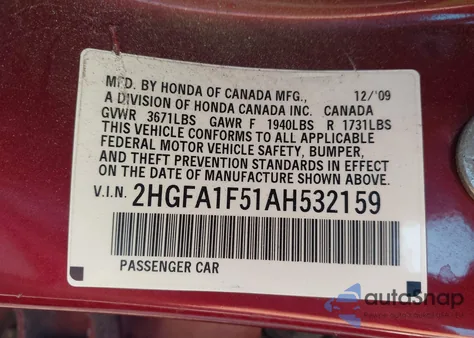 MFD. BY HONDA OF CANADA MFG., 12/'09
A DIVISION OF HONDA CANADA INC. CANADA
GVWR 3671LBS GAWR F 1940LBS R 1731LBS
THIS VEHICLE CONFORMS TO ALL APPLICABLE
FEDERAL MOTOR VEHICLE SAFETY, BUMPER,
AND THEFT PREVENTION STANDARDS IN EFFECT
ON THE DATE OF MANUFACTURE SHOWN ABOVE.
V.I.N. 2HGFA1F51AH532159
PASSENGER CAR
autosnap